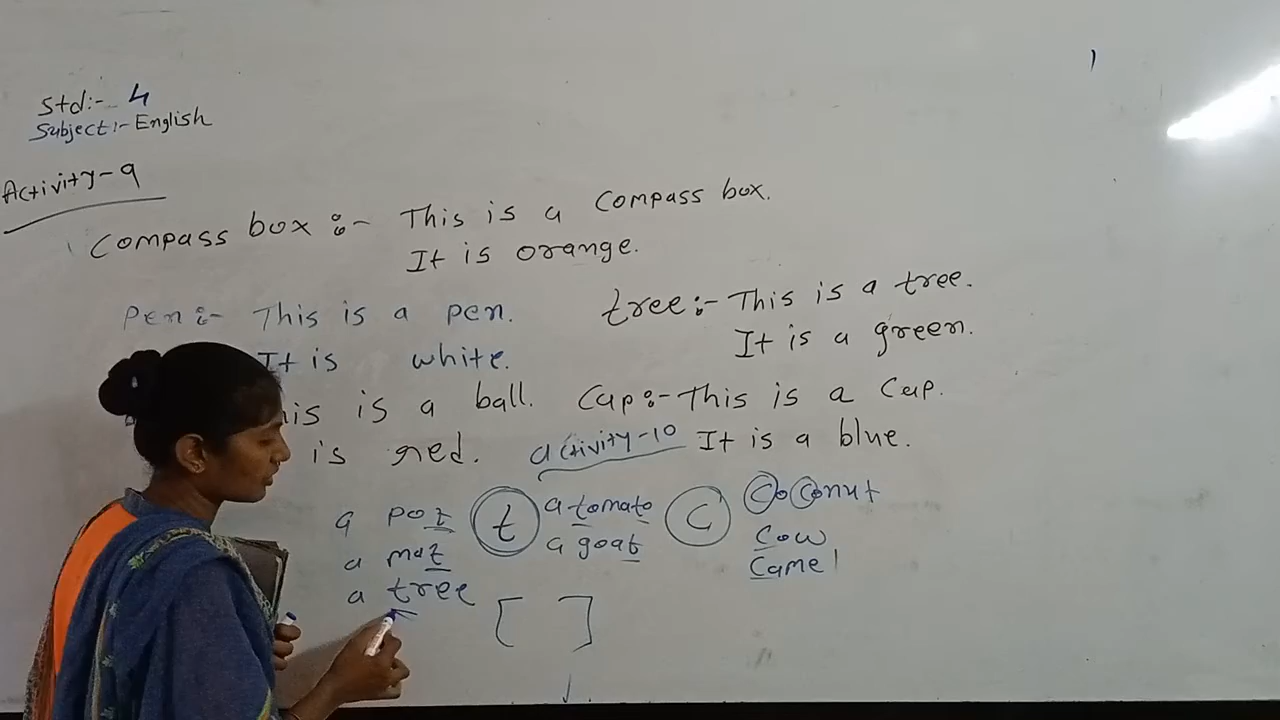 Std:- 4
Subject:- English
Activity-9
Compass box :- This is a Compass box.
It is orange.
Pen :- This is a pen.
It is white.
tree :- This is a tree.
It is a green.
is a ball.
is red.
Cap :- This is a Cap.
It is a blue.
activity-10
a pot
a mat
a tree
t
a tomato
a goat
C
Coconut
Cow
Camel
[ ]